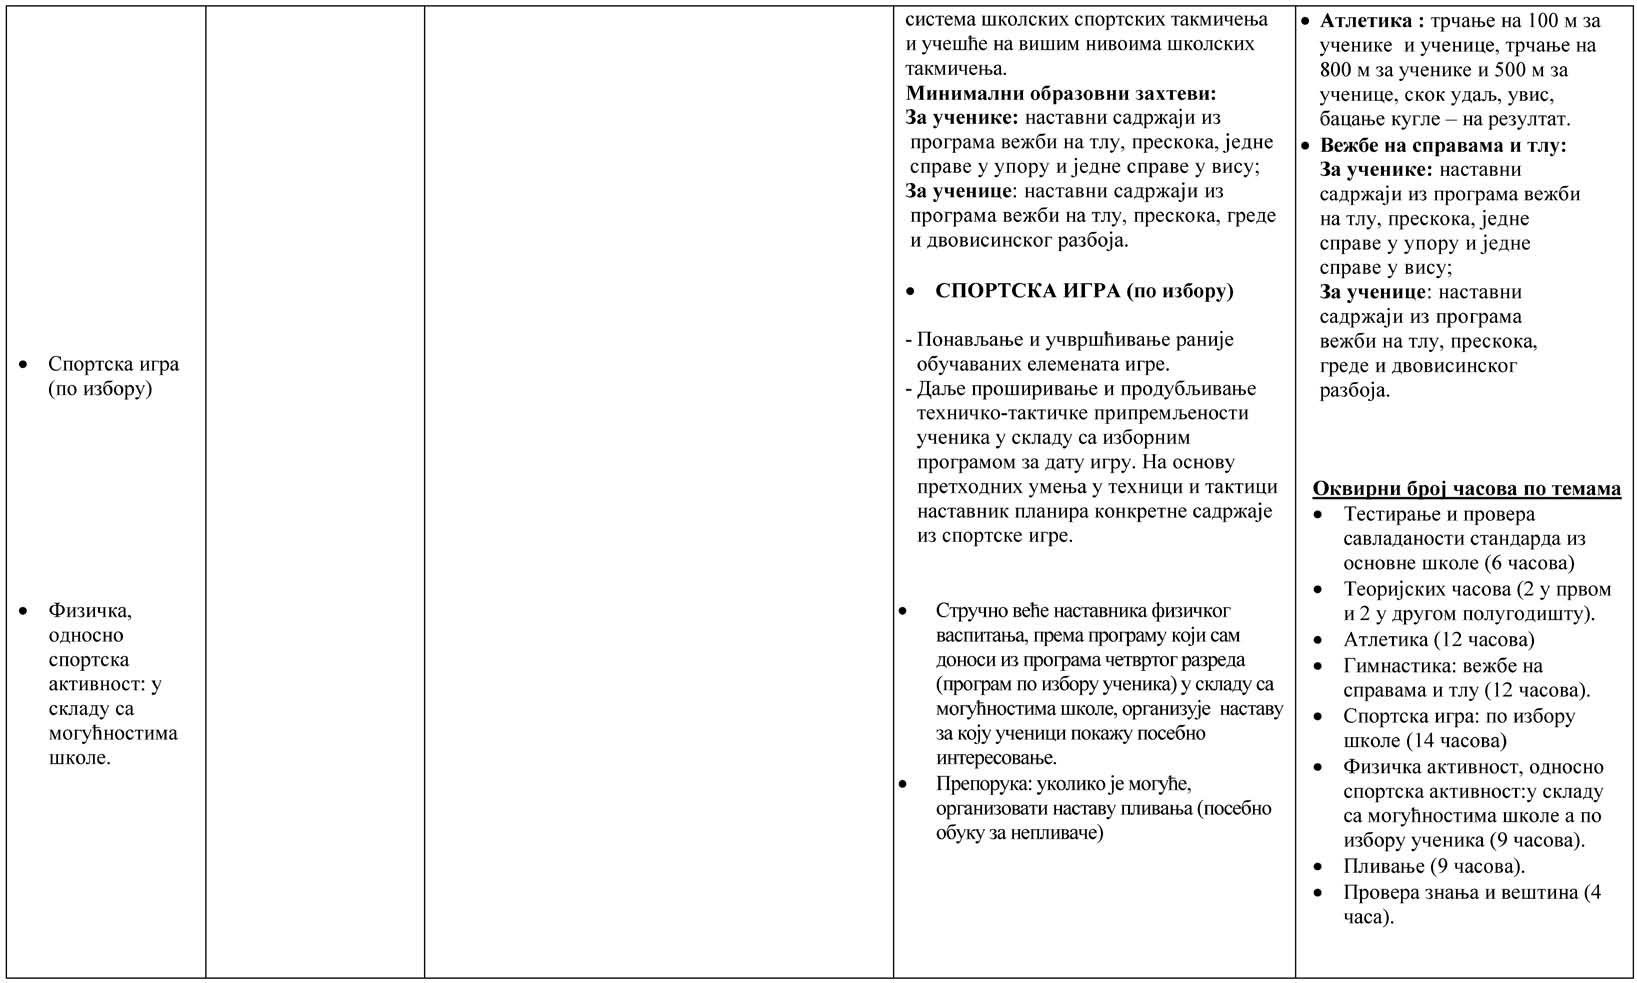 • Спортска игра
(по избору)
• Физичка,
односно
спортска
активност: у
складу са
могућностима
школе.
система школских спортских такмичења
и учешће на вишим нивоима школских
такмичења.
Минимални образовни захтеви:
За ученике: наставни садржаји из
програма вежби на тлу, прескока, једне
справе у упору и једне справе у вису;
За ученице: наставни садржаји из
програма вежби на тлу, прескока, греде
и двовисинског разбоја.
• СПОРТСКА ИГРА (по избору)
- Понављање и учвршћивање раније
обучаваних елемената игре.
- Даље проширивање и продубљивање
техничко-тактичке припремљености
ученика у складу са изборним
програмом за дату игру. На основу
претходних умења у техници и тактици
наставник планира конкретне садржаје
из спортске игре.
• Стручно веће наставника физичког
васпитања, према програму који сам
доноси из програма четвртог разреда
(програм по избору ученика) у складу са
могућностима школе, организује  наставу
за коју ученици покажу посебно
интересовање.
• Препорука: уколико је могуће,
организовати наставу пливања (посебно
обуку за непливаче)
• Атлетика : трчање на 100 м за
ученике  и ученице, трчање на
800 м за ученике и 500 м за
ученице, скок удаљ, увис,
бацање кугле – на резултат.
• Вежбе на справама и тлу:
За ученике: наставни
садржаји из програма вежби
на тлу, прескока, једне
справе у упору и једне
справе у вису;
За ученице: наставни
садржаји из програма
вежби на тлу, прескока,
греде и двовисинског
разбоја.
Оквирни број часова по темама
• Тестирање и провера
савладаности стандарда из
основне школе (6 часова)
• Теоријских часова (2 у првом
и 2 у другом полугодишту).
• Атлетика (12 часова)
• Гимнастика: вежбе на
справама и тлу (12 часова).
• Спортска игра: по избору
школе (14 часова)
• Физичка активност, односно
спортска активност:у складу
са могућностима школе а по
избору ученика (9 часова).
• Пливање (9 часова).
• Провера знања и вештина (4
часа).